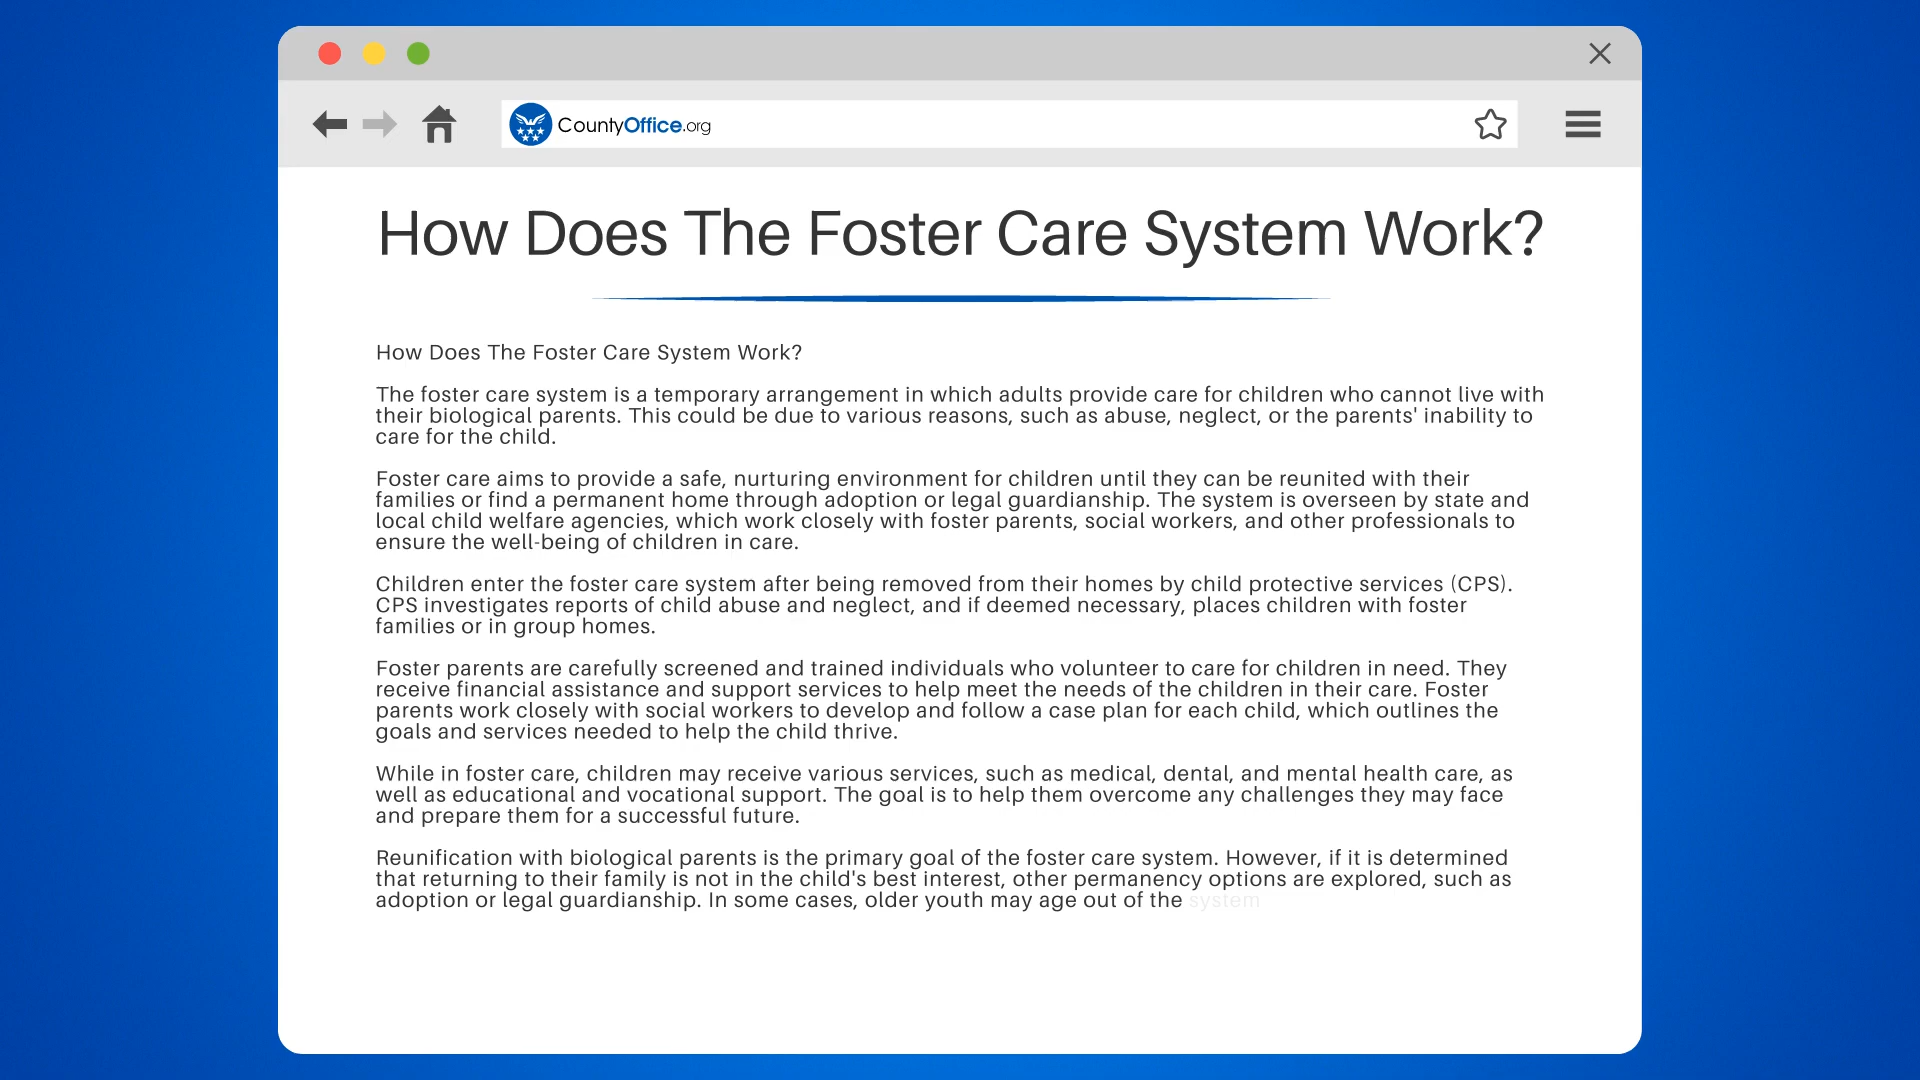 CountyOffice.org
How Does The Foster Care System Work?
How Does The Foster Care System Work?
The foster care system is a temporary arrangement in which adults provide care for children who cannot live with
their biological parents. This could be due to various reasons, such as abuse, neglect, or the parents' inability to
care for the child.
Foster care aims to provide a safe, nurturing environment for children until they can be reunited with their
families or find a permanent home through adoption or legal guardianship. The system is overseen by state and
local child welfare agencies, which work closely with foster parents, social workers, and other professionals to
ensure the well-being of children in care.
Children enter the foster care system after being removed from their homes by child protective services (CPS).
CPS investigates reports of child abuse and neglect, and if deemed necessary, places children with foster
families or in group homes.
Foster parents are carefully screened and trained individuals who volunteer to care for children in need. They
receive financial assistance and support services to help meet the needs of the children in their care. Foster
parents work closely with social workers to develop and follow a case plan for each child, which outlines the
goals and services needed to help the child thrive.
While in foster care, children may receive various services, such as medical, dental, and mental health care, as
well as educational and vocational support. The goal is to help them overcome any challenges they may face
and prepare them for a successful future.
Reunification with biological parents is the primary goal of the foster care system. However, if it is determined
that returning to their family is not in the child's best interest, other permanency options are explored, such as
adoption or legal guardianship. In some cases, older youth may age out of the system